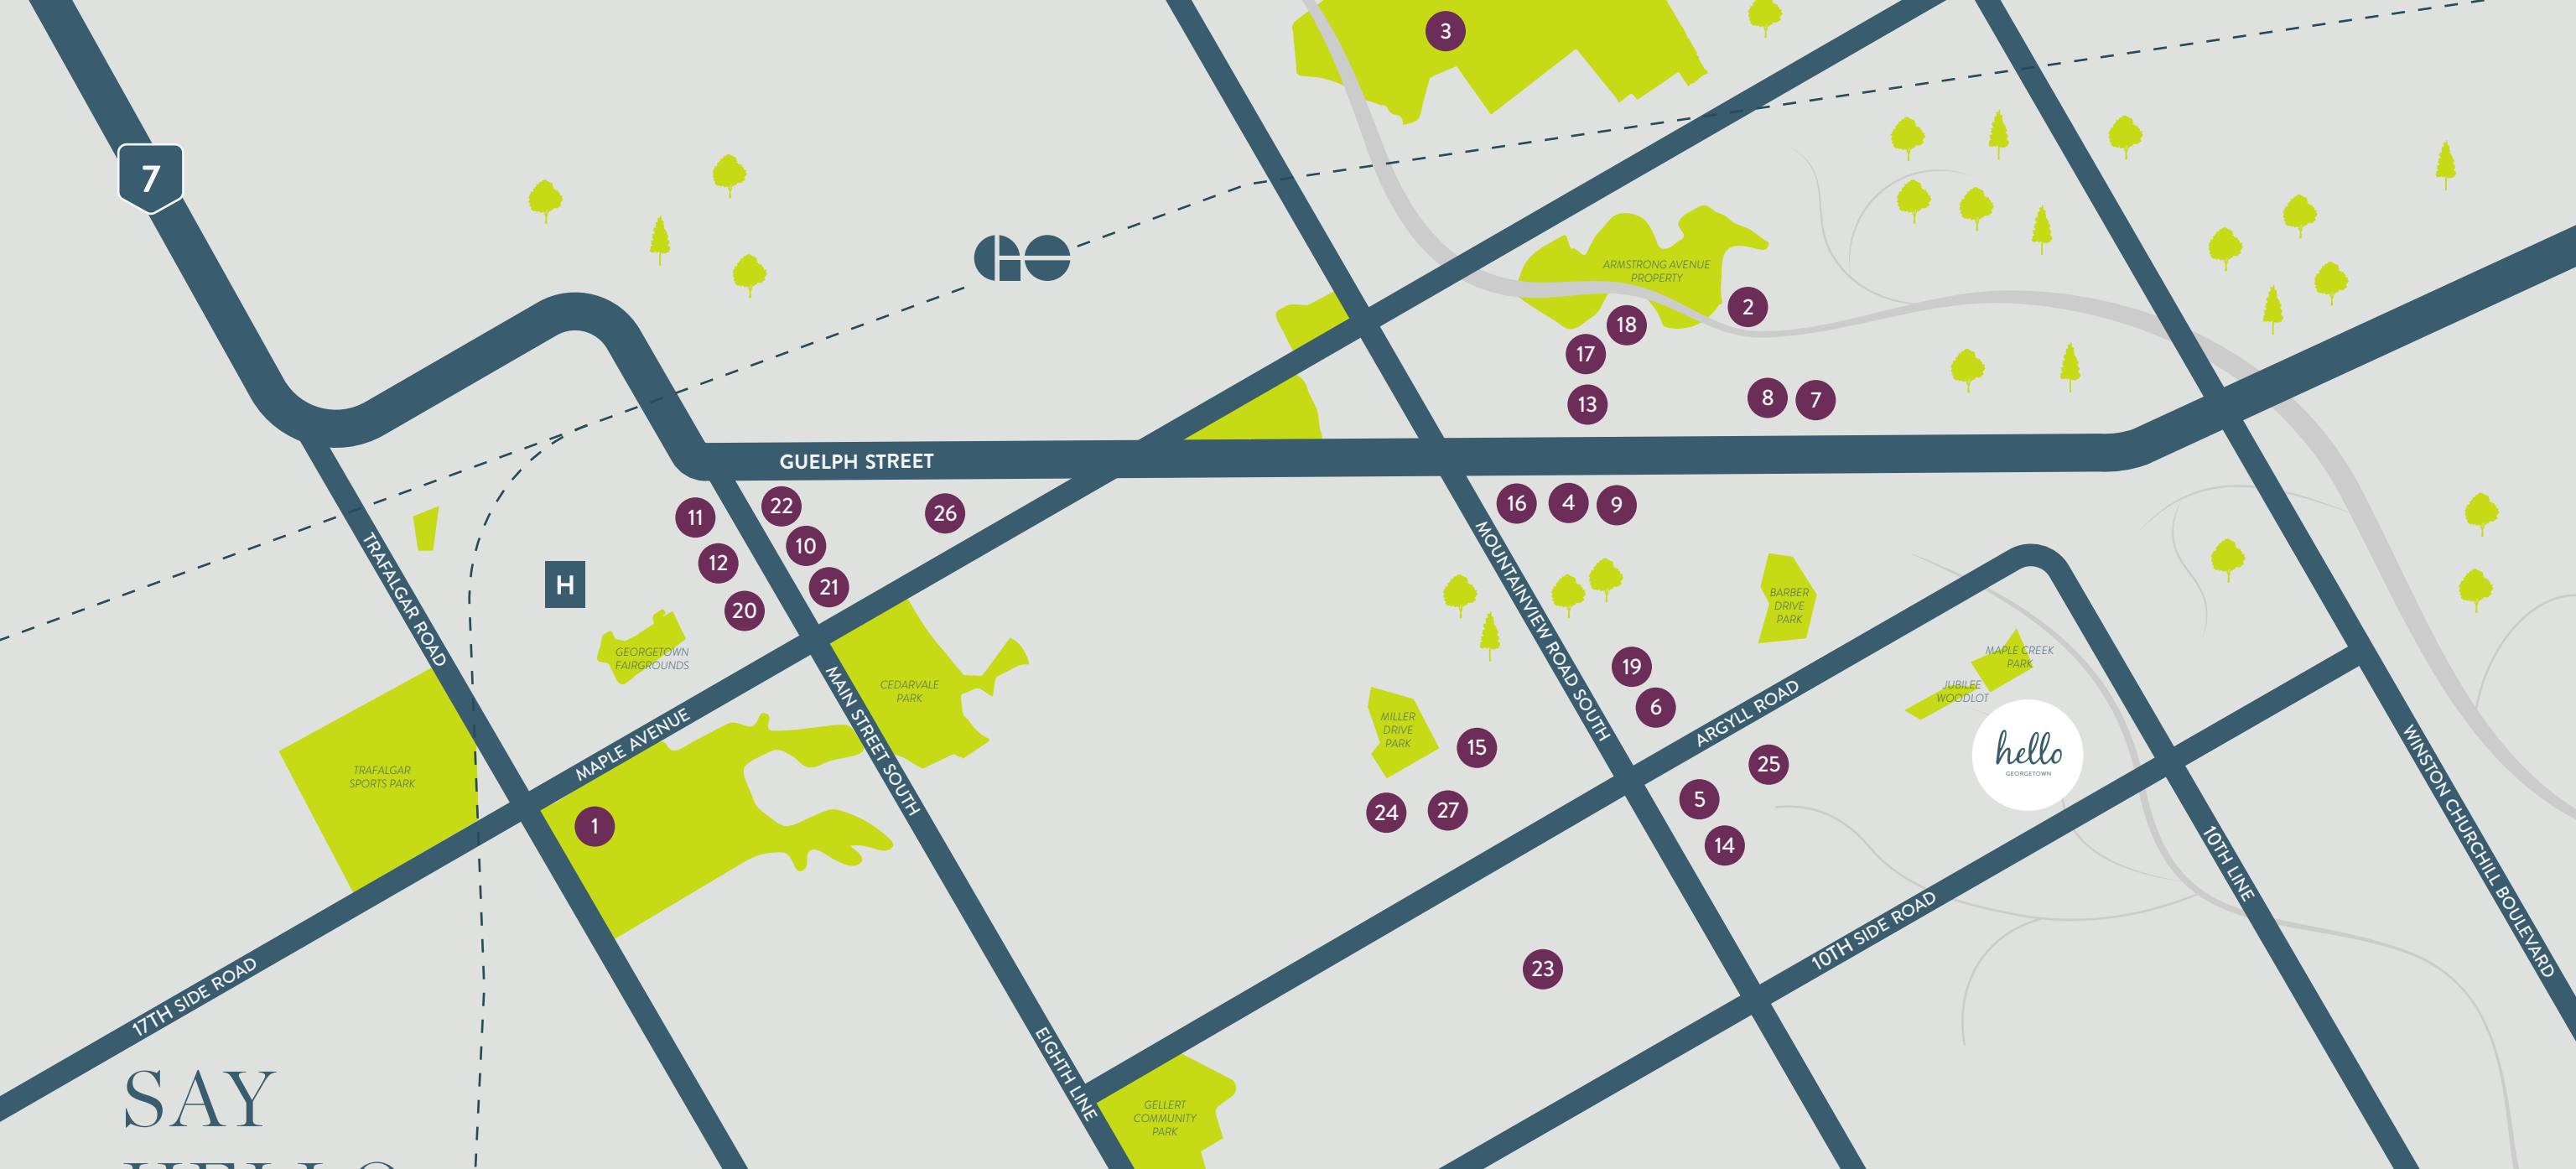 3
7
ARMSTRONG AVENUE
PROPERTY
2
18
17
13
8
7
GUELPH STREET
22
11
26
16
4
9
10
12
21
20
H
TRAFALGAR ROAD
GEORGETOWN
FAIRGROUNDS
MAPLE AVENUE
TRAFALGAR
SPORTS PARK
1
17TH SIDE ROAD
CEDARVALE
PARK
MAIN STREET SOUTH
EIGHTH LINE
MOUNTAINVIEW ROAD SOUTH
BARBER
DRIVE
PARK
19
6
MILLER
DRIVE
PARK
15
24
27
ARGYLL ROAD
25
5
14
MAPLE CREEK
PARK
JUBILEE
WOODLOT
hello
GEORGETOWN
10TH SIDE ROAD
10TH LINE
WINSTON CHURCHILL BOULEVARD
23
GELLERT
COMMUNITY
PARK
SAY